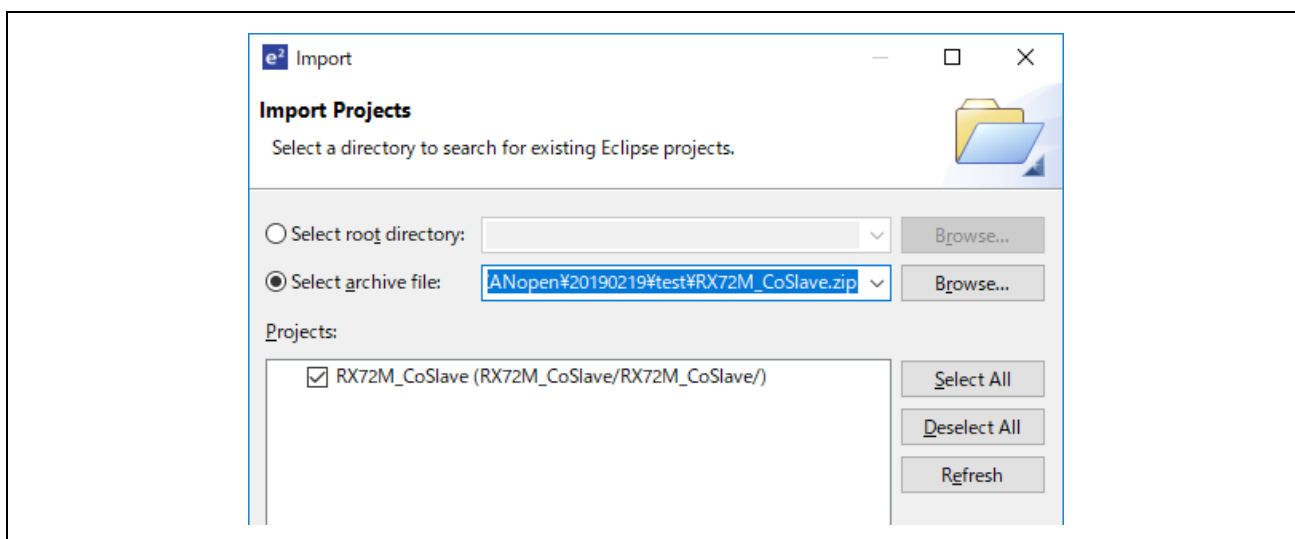 e² Import
Import Projects
Select a directory to search for existing Eclipse projects.
Select root directory:
Browse...
Select archive file:
ANopen¥20190219¥test¥RX72M_CoSlave.zip
Browse...
Projects:
RX72M_CoSlave (RX72M_CoSlave/RX72M_CoSlave/)
Select All
Deselect All
Refresh